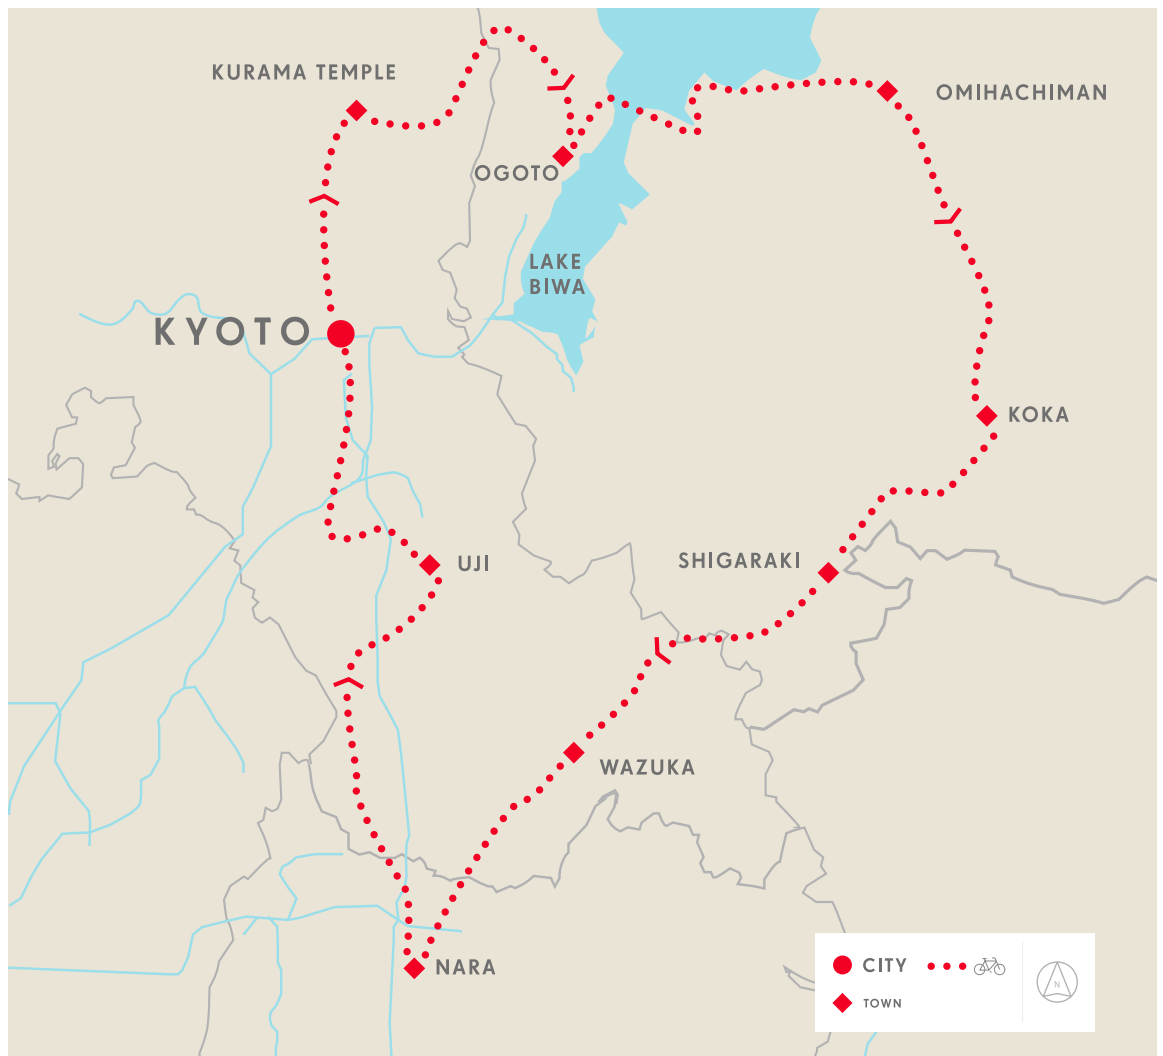 KURAMA TEMPLE
OMIHACHIMAN
OGOTO
LAKE
BIWA
KYOTO
KOKA
UJI
SHIGARAKI
WAZUKA
NARA
CITY
TOWN
N